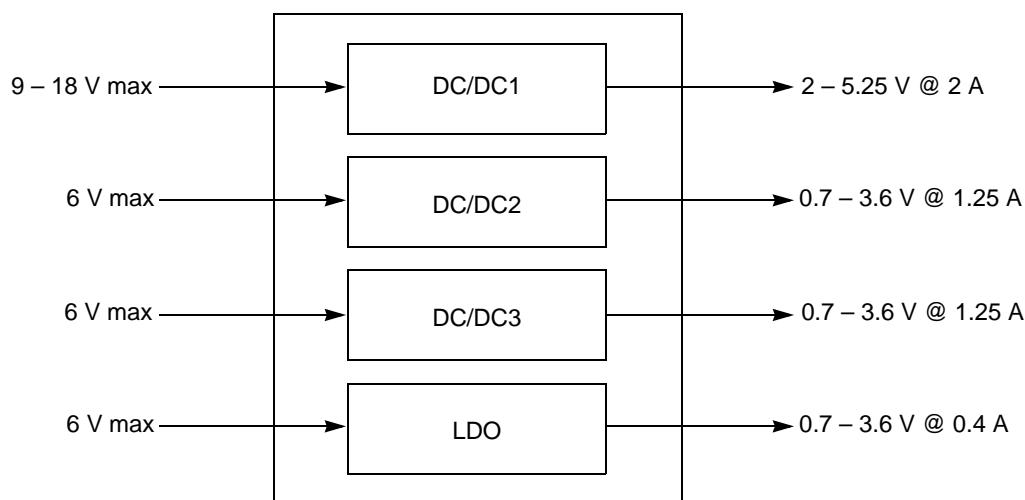 9 – 18 V max
DC/DC1
2 – 5.25 V @ 2 A
6 V max
DC/DC2
0.7 – 3.6 V @ 1.25 A
6 V max
DC/DC3
0.7 – 3.6 V @ 1.25 A
6 V max
LDO
0.7 – 3.6 V @ 0.4 A